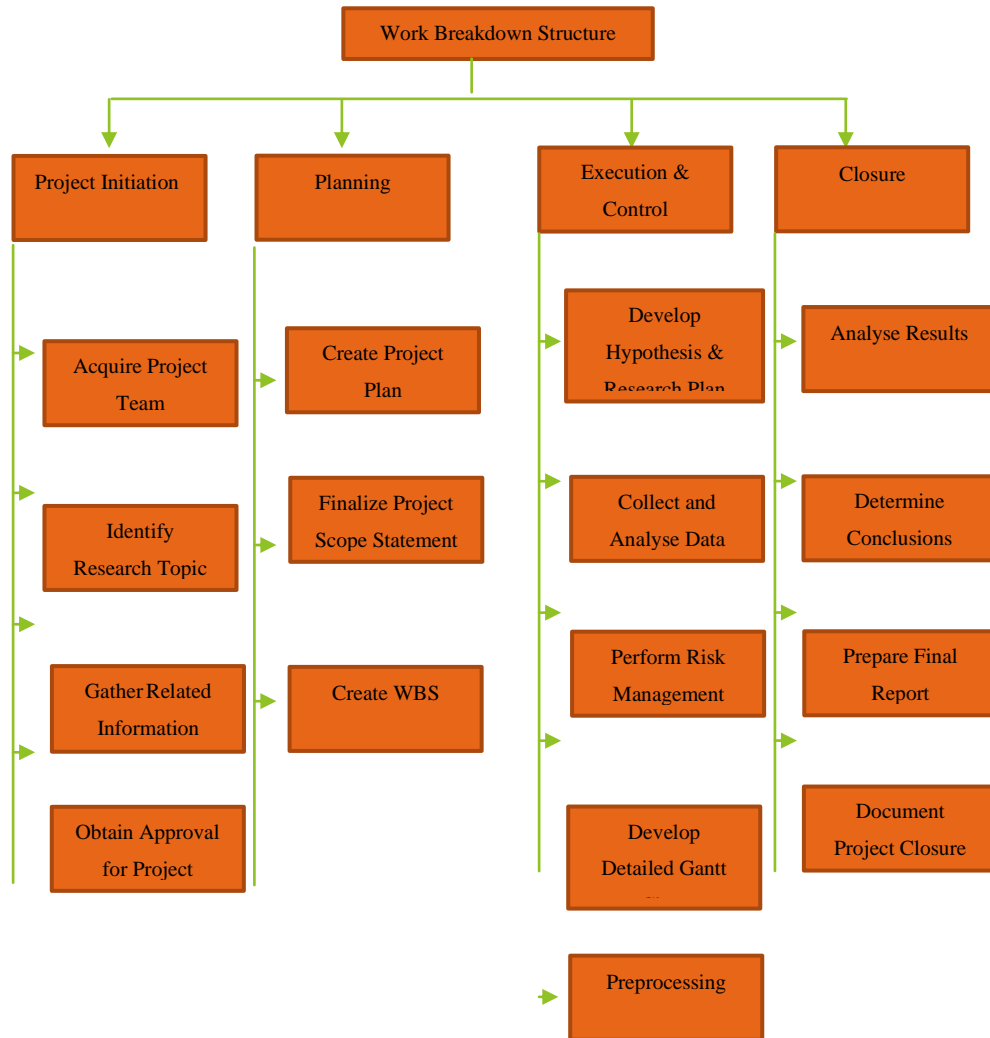 Work Breakdown Structure
Project Initiation
Acquire Project
Team
Identify
Research Topic
Gather Related
Information
Obtain Approval
for Project
Planning
Create Project
Plan
Finalize Project
Scope Statement
Create WBS
Execution &
Control
Develop
Hypothesis &
Research Plan
Collect and
Analyse Data
Perform Risk
Management
Develop
Detailed Gantt
Preprocessing
Closure
Analyse Results
Determine
Conclusions
Prepare Final
Report
Document
Project Closure